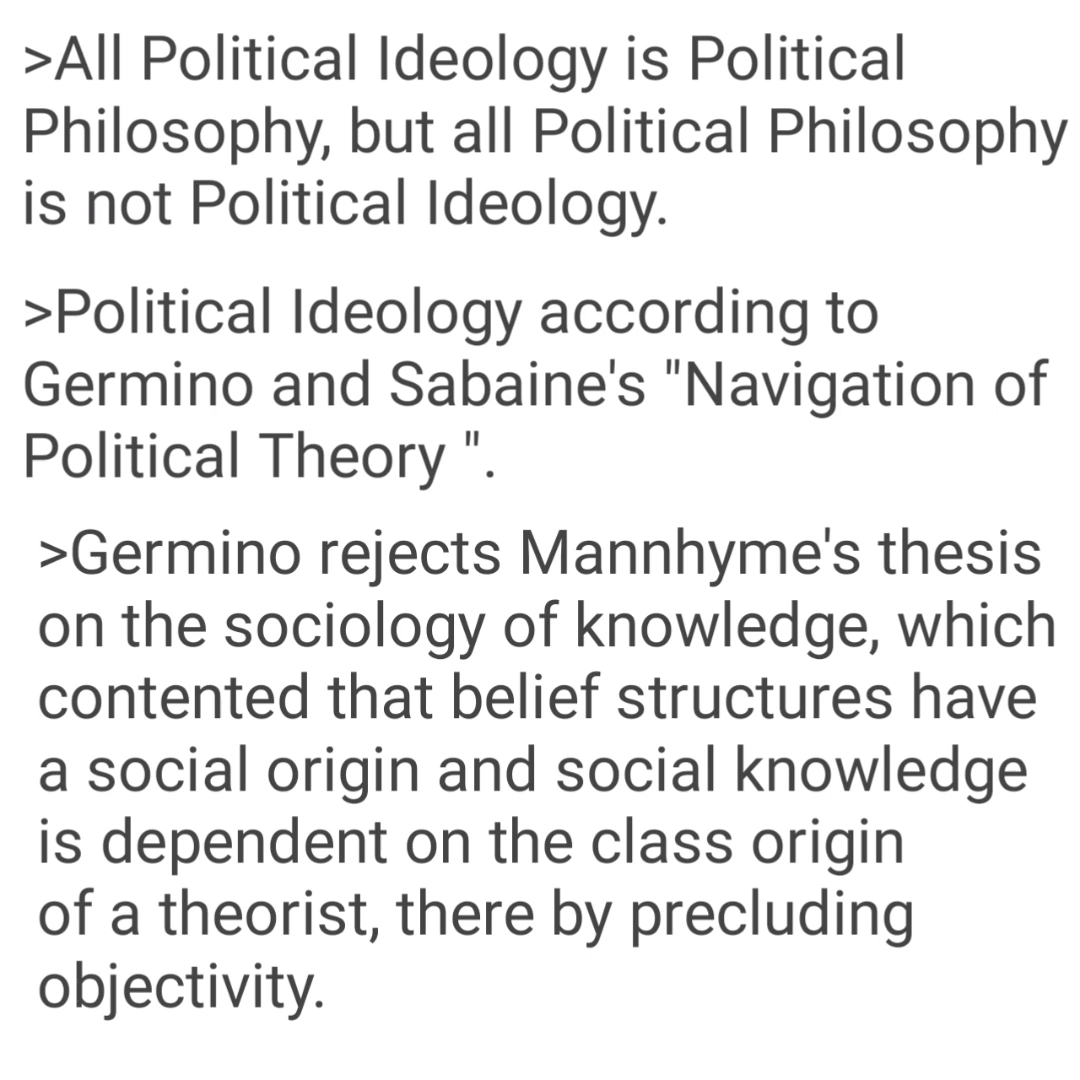 >All Political Ideology is Political
Philosophy, but all Political Philosophy
is not Political Ideology.
>Political Ideology according to
Germino and Sabaine's "Navigation of
Political Theory ".
>Germino rejects Mannhyme's thesis
on the sociology of knowledge, which
contented that belief structures have
a social origin and social knowledge
is dependent on the class origin
of a theorist, there by precluding
objectivity.